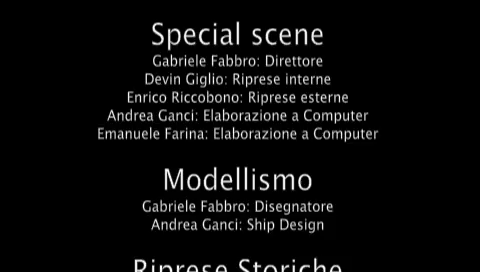 Special scene
Gabriele Fabbro: Direttore
Devin Giglio: Riprese interne
Enrico Riccobono: Riprese esterne
Andrea Ganci: Elaborazione a Computer
Emanuele Farina: Elaborazione a Computer
Modellismo
Gabriele Fabbro: Disegnatore
Andrea Ganci: Ship Design
Riprese Storiche